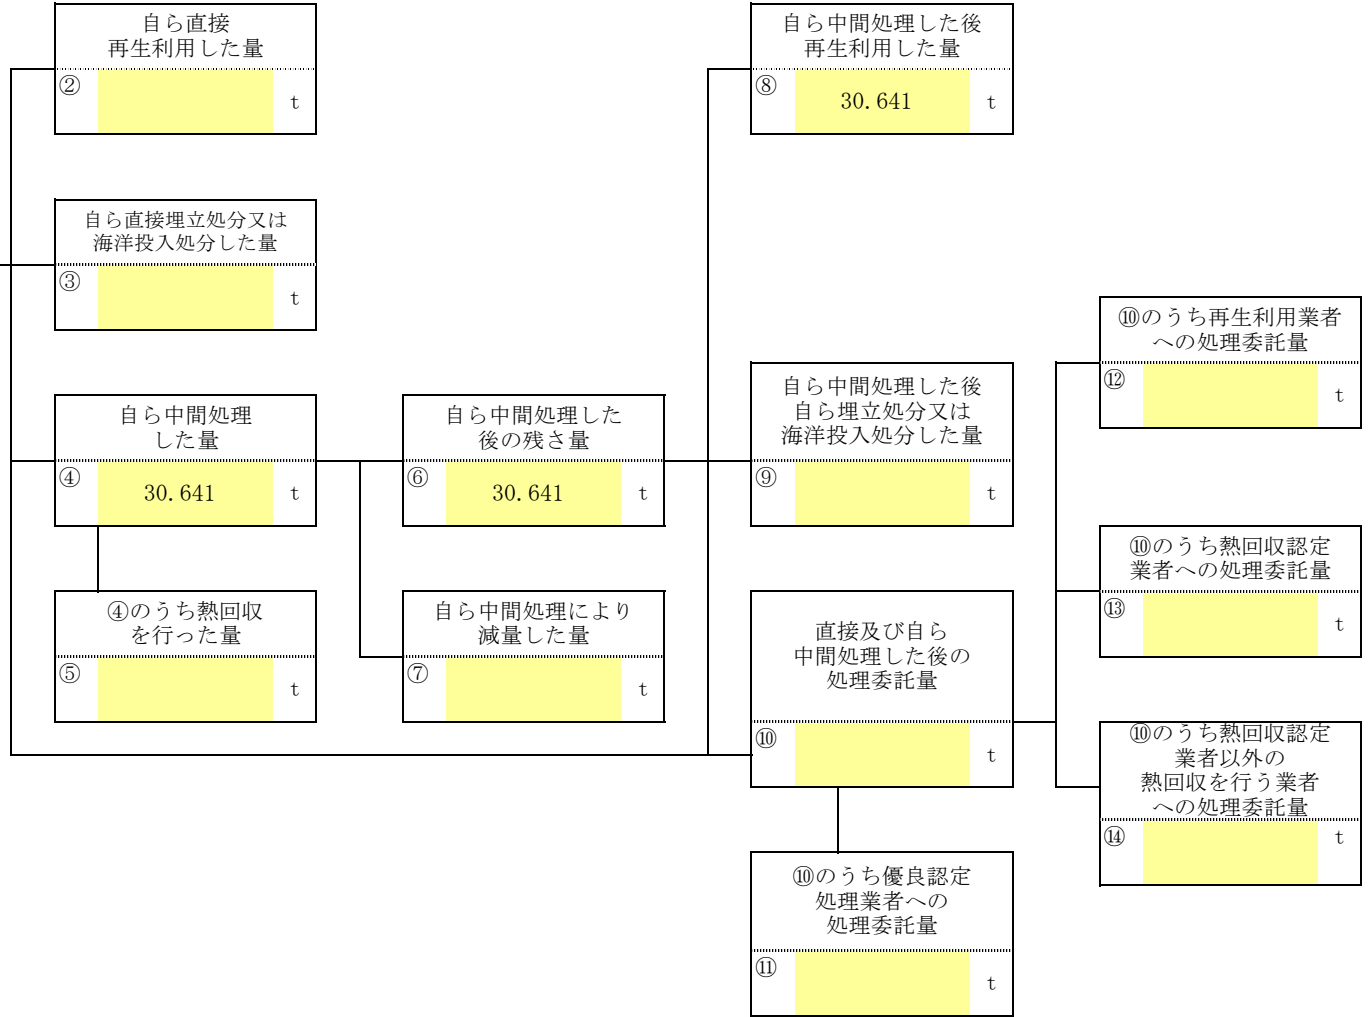 自ら直接
再生利用した量
②
t
自ら直接埋立処分又は
海洋投入処分した量
③
t
自ら中間処理
した量
④
30.641
t
④のうち熱回収
を行った量
⑤
t
自ら中間処理した
後の残さ量
⑥
30.641
t
自ら中間処理により
減量した量
⑦
t
自ら中間処理した後
再生利用した量
⑧
30.641
t
自ら中間処理した後
自ら埋立処分又は
海洋投入処分した量
⑨
t
直接及び自ら
中間処理した後の
処理委託量
⑩
t
⑩のうち優良認定
処理業者への
処理委託量
⑪
t
⑩のうち再生利用業者
への処理委託量
⑫
t
⑩のうち熱回収認定
業者への処理委託量
⑬
t
⑩のうち熱回収認定
業者以外の
熱回収を行う業者
への処理委託量
⑭
t